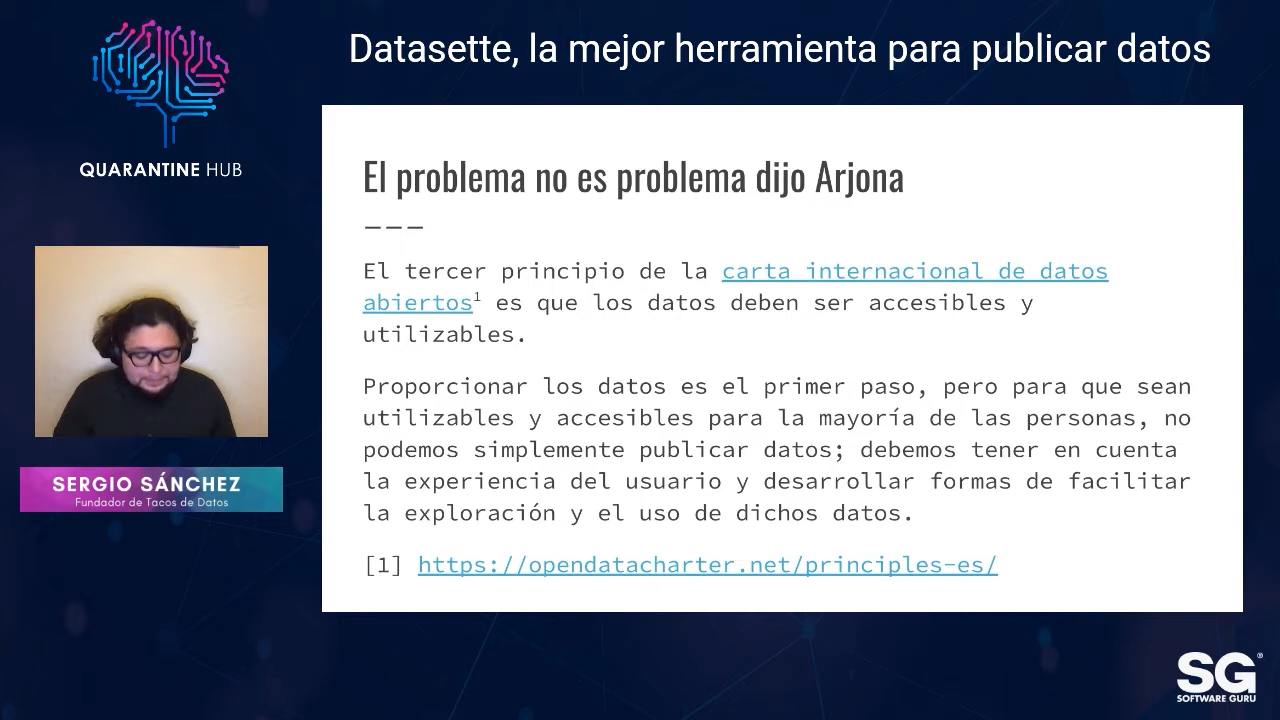 Datasette, la mejor herramienta para publicar datos
QUARANTINE HUB
El problema no es problema dijo Arjona
———
El tercer principio de la carta internacional de datos
abiertos¹ es que los datos deben ser accesibles y
utilizables.
Proporcionar los datos es el primer paso, pero para que sean
utilizables y accesibles para la mayoría de las personas, no
podemos simplemente publicar datos; debemos tener en cuenta
la experiencia del usuario y desarrollar formas de facilitar
la exploración y el uso de dichos datos.
[1] https://opendatacharter.net/principles-es/
SERGIO SÁNCHEZ
Fundador de Tacos de Datos
SG®
SOFTWARE GURU